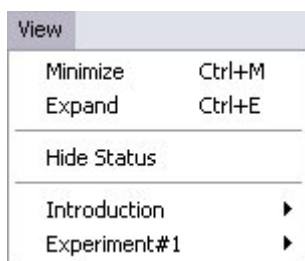 View
Minimize Ctrl+M
Expand Ctrl+E
Hide Status
Introduction
Experiment#1